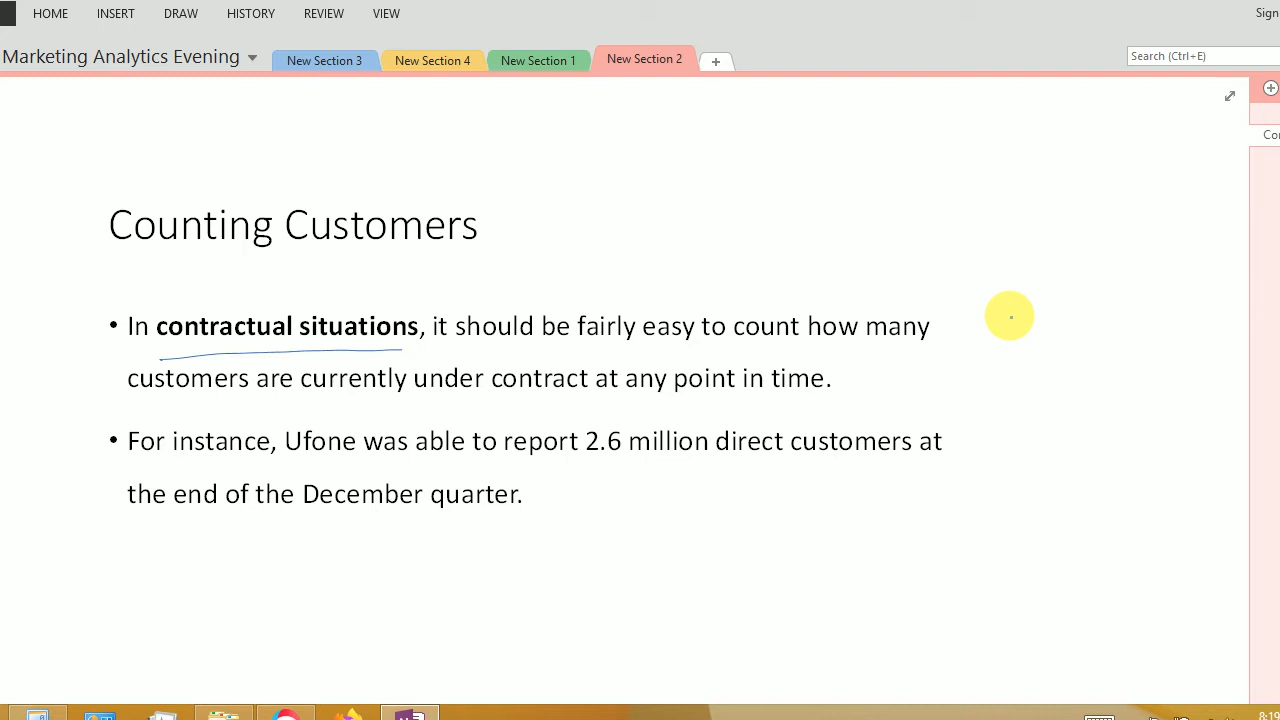 HOME INSERT DRAW HISTORY REVIEW VIEW Sign
Marketing Analytics Evening New Section 3 New Section 4 New Section 1 New Section 2 + Search (Ctrl+E)
Counting Customers
• In contractual situations, it should be fairly easy to count how many
customers are currently under contract at any point in time.
• For instance, Ufone was able to report 2.6 million direct customers at
the end of the December quarter.